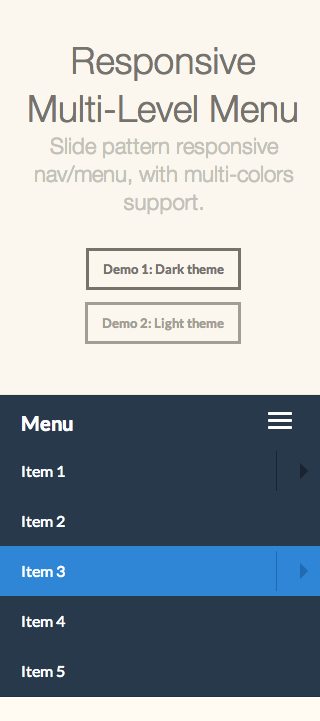 Responsive
Multi-Level Menu
Slide pattern responsive
nav/menu, with multi-colors
support.
Demo 1: Dark theme
Demo 2: Light theme
Menu
Item 1
Item 2
Item 3
Item 4
Item 5